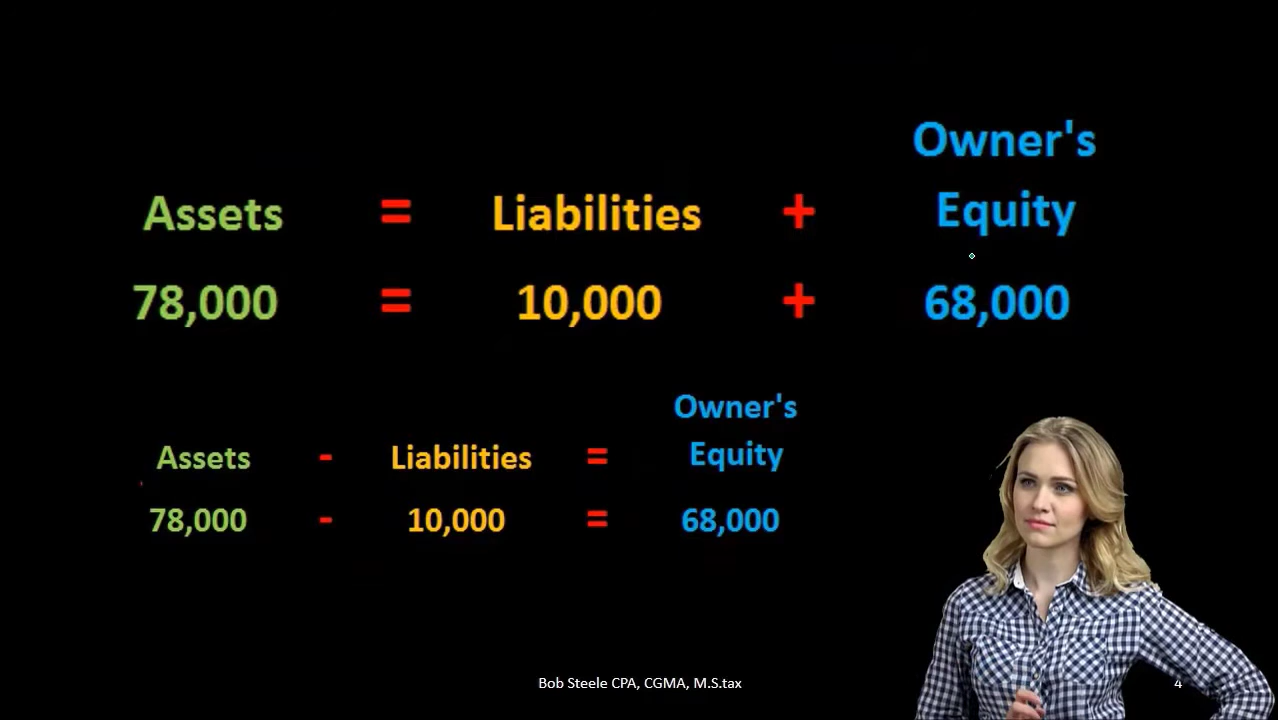 Owner's
Assets = Liabilities + Equity
78,000 = 10,000 + 68,000
Owner's
Assets - Liabilities = Equity
78,000 - 10,000 = 68,000
Bob Steele CPA, CGMA, M.S.tax
4